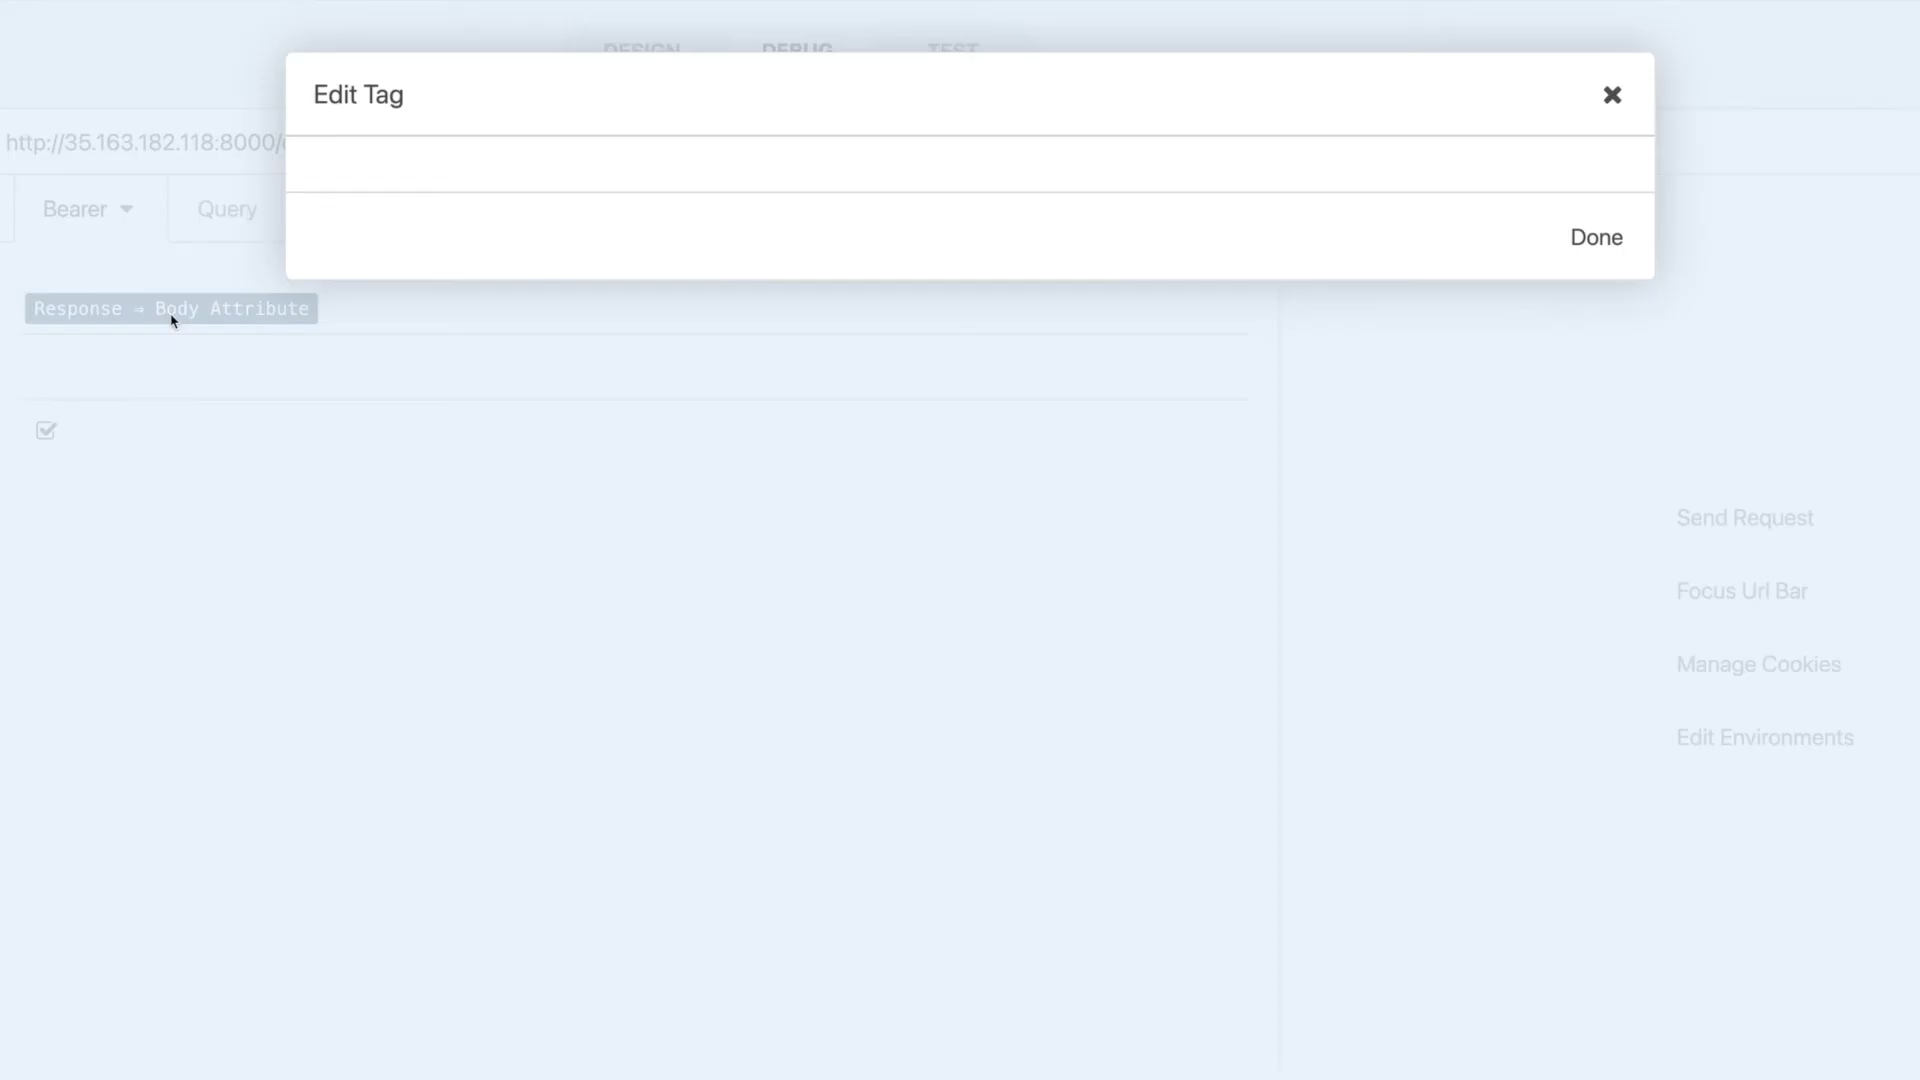 DESIGN DEBUG TEST
Edit Tag
http://35.163.182.118:8000/
Bearer Query
Done
Response ⇒ Body Attribute
Send Request
Focus Url Bar
Manage Cookies
Edit Environments